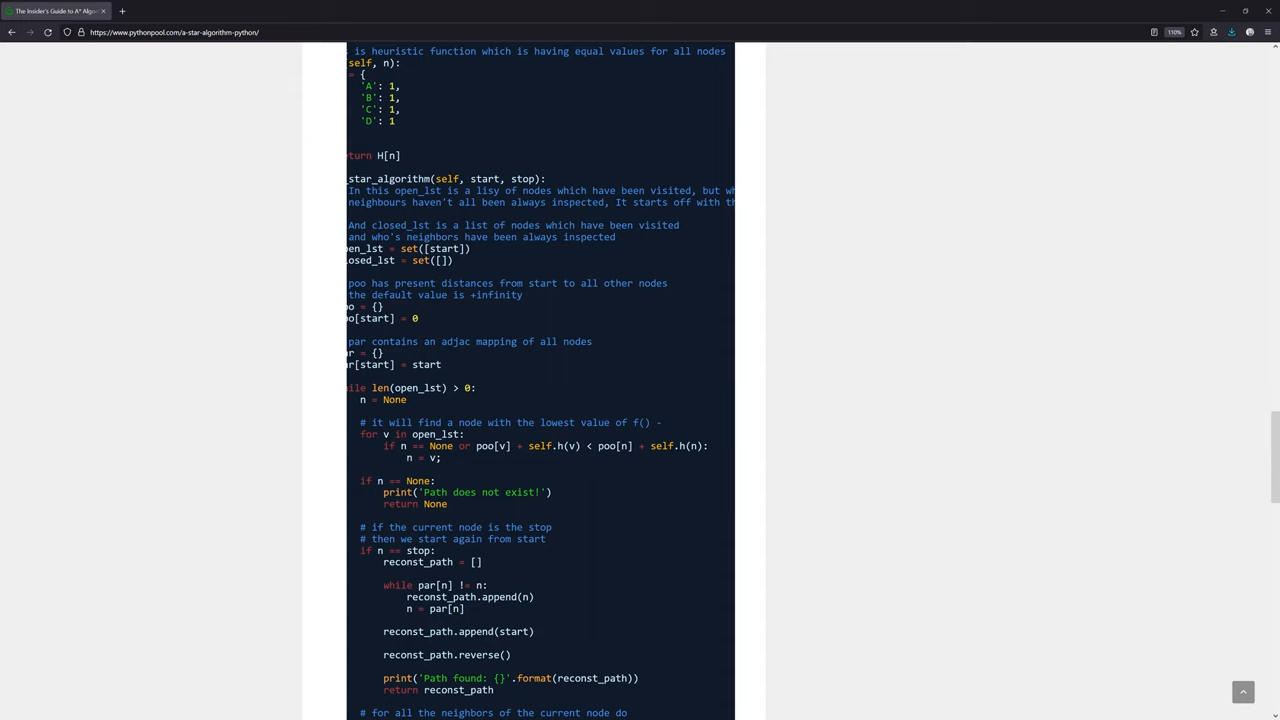 The Insider's Guide to A* Algo
https://www.pythonpool.com/a-star-algorithm-python/
110%
is heuristic function which is having equal values for all nodes
self, n):
= {
'A': 1,
'B': 1,
'C': 1,
'D': 1
turn H[n]
_star_algorithm(self, start, stop):
In this open_lst is a lisy of nodes which have been visited, but
neighbours haven't all been always inspected, It starts off with
And closed_lst is a list of nodes which have been visited
and who's neighbors have been always inspected
en_lst = set([start])
osed_lst = set([])
poo has present distances from start to all other nodes
the default value is +infinity
oo = {}
oo[start] = 0
par contains an adjac mapping of all nodes
ar = {}
ar[start] = start
ile len(open_lst) > 0:
n = None
# it will find a node with the lowest value of f() -
for v in open_lst:
if n == None or poo[v] + self.h(v) < poo[n] + self.h(n):
n = v;
if n == None:
print('Path does not exist!')
return None
# if the current node is the stop
# then we start again from start
if n == stop:
reconst_path = []
while par[n] != n:
reconst_path.append(n)
n = par[n]
reconst_path.append(start)
reconst_path.reverse()
print('Path found: {}'.format(reconst_path))
return reconst_path
# for all the neighbors of the current node do